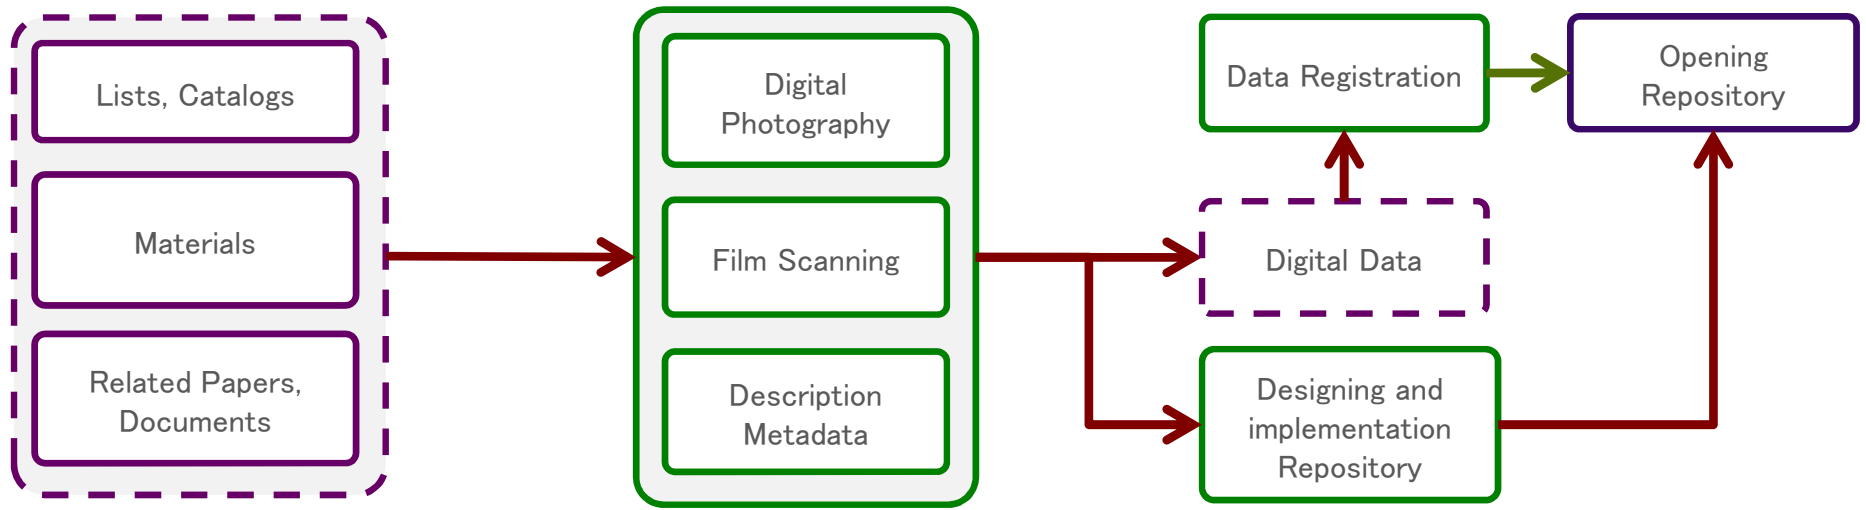 Lists, Catalogs
Materials
Related Papers,
Documents
Digital
Photography
Film Scanning
Description
Metadata
Data Registration
Digital Data
Designing and
implementation
Repository
Opening
Repository